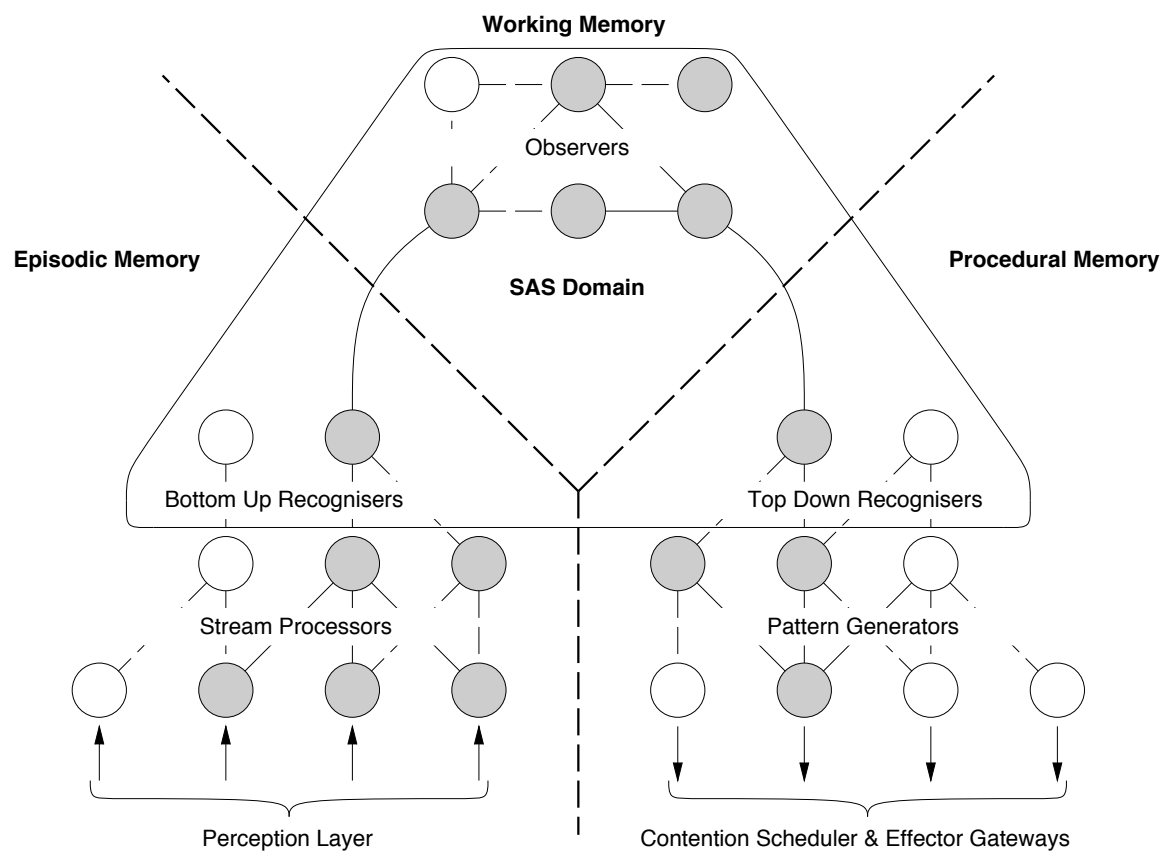 Working Memory
Observers
Episodic Memory
Procedural Memory
SAS Domain
Bottom Up Recognisers
Top Down Recognisers
Stream Processors
Pattern Generators
Perception Layer
Contention Scheduler & Effector Gateways